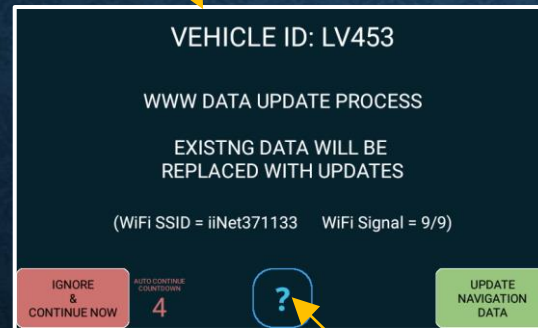 VEHICLE ID: LV453
WWW DATA UPDATE PROCESS
EXISTNG DATA WILL BE
REPLACED WITH UPDATES
(WiFi SSID = iiNet371133 WiFi Signal = 9/9)
IGNORE
&
CONTINUE NOW
AUTO CONTINUE
COUNTDOWN
4
?
UPDATE
NAVIGATION
DATA